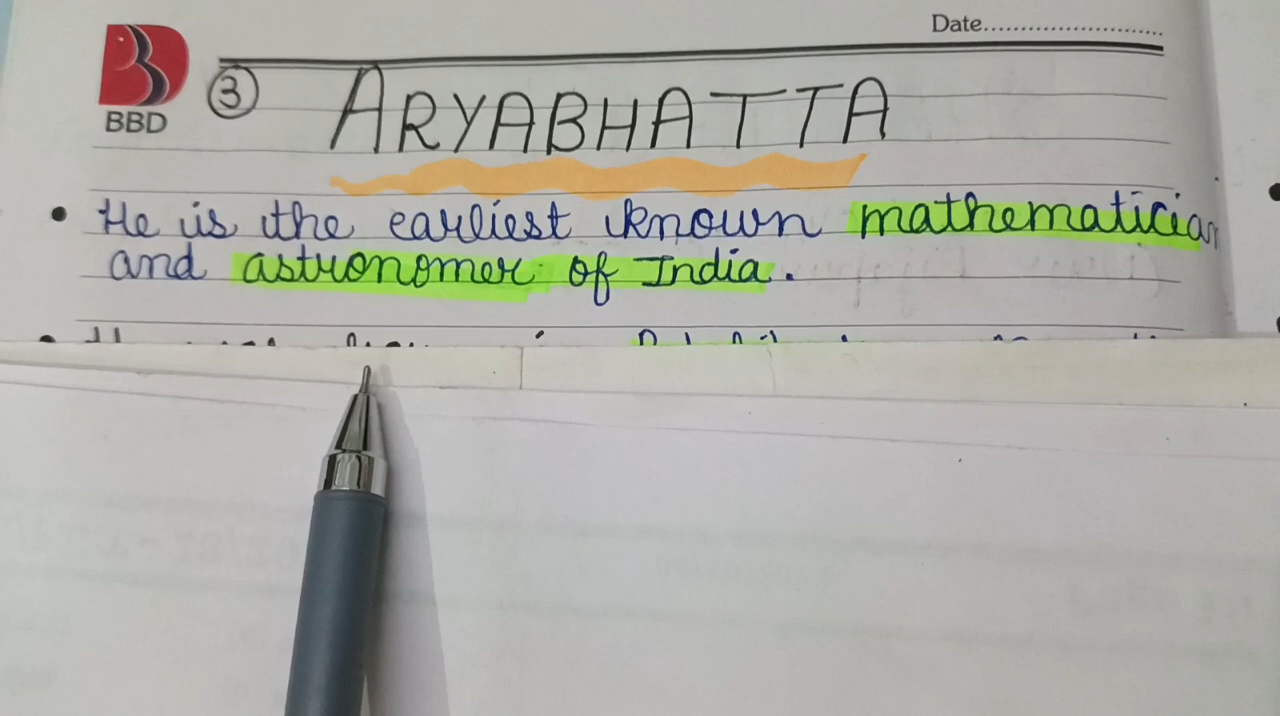 Date
BBD
3 ARYABHATTA
• He is the earliest known mathematician
and astronomer of India.